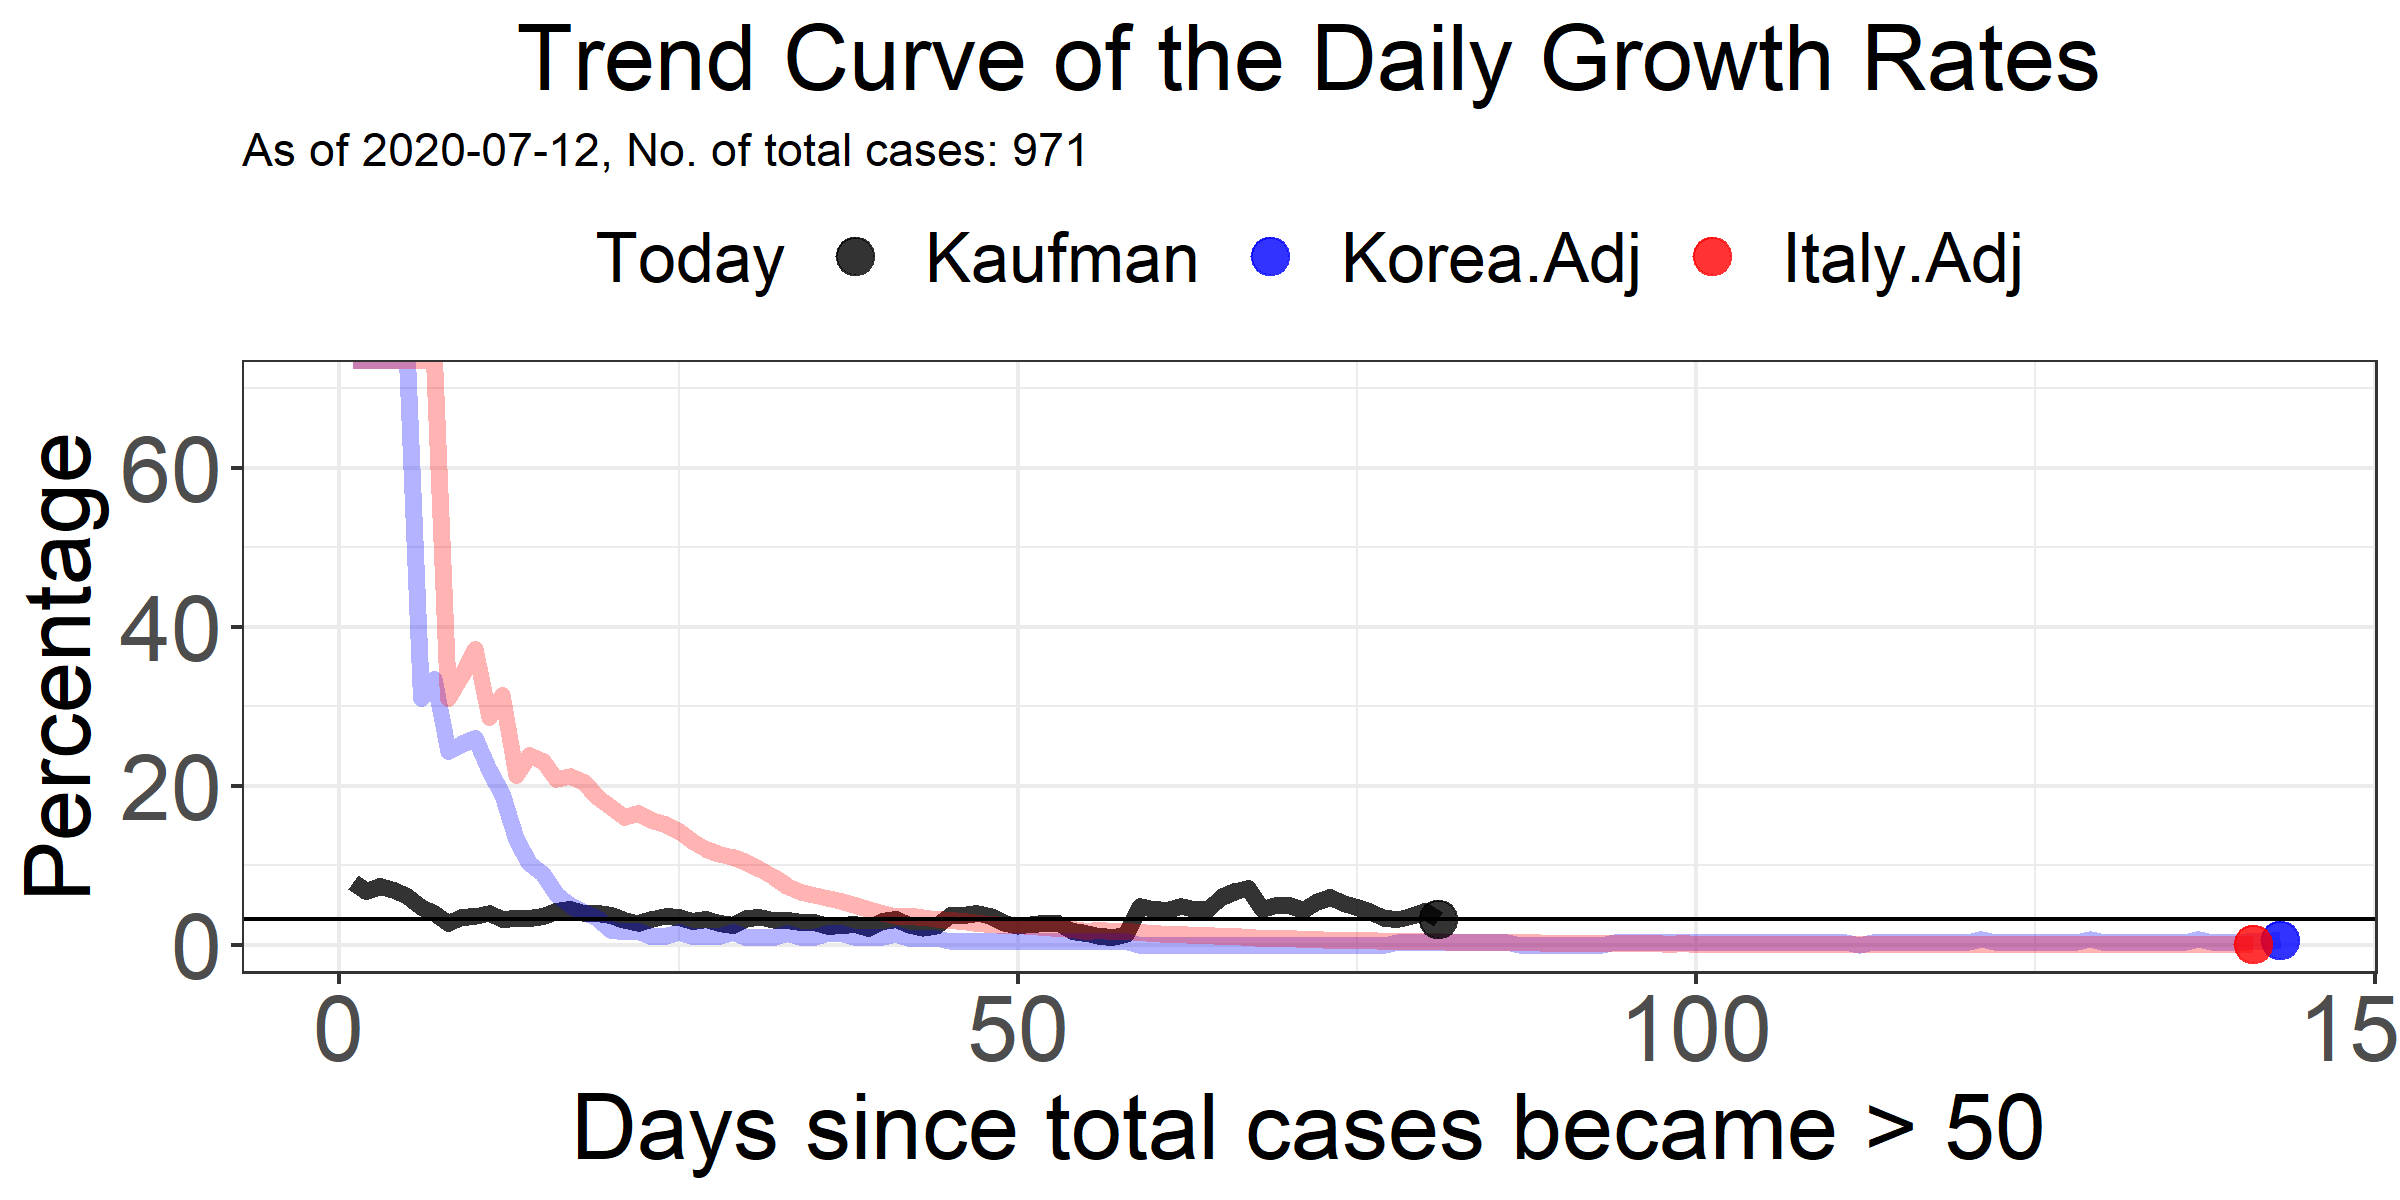 Trend Curve of the Daily Growth Rates
As of 2020-07-12, No. of total cases: 971
Today Kaufman Korea.Adj Italy.Adj
Percentage
60
40
20
0
0 50 100 15
Days since total cases became > 50